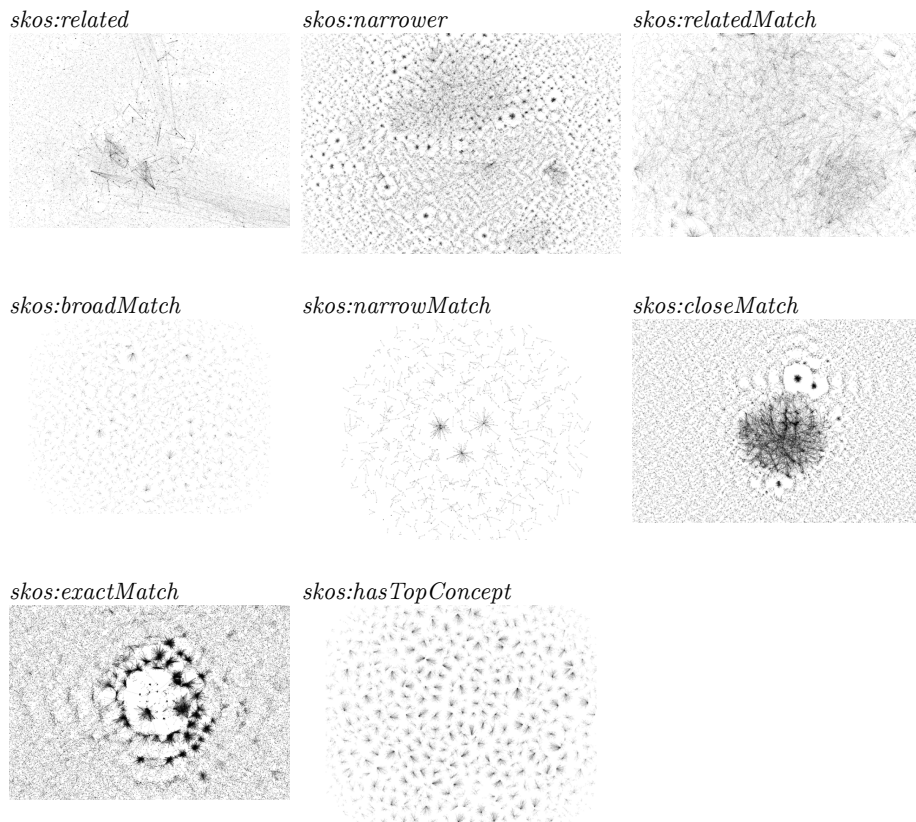 skos:related
skos:narrower
skos:relatedMatch
skos:broadMatch
skos:narrowMatch
skos:closeMatch
skos:exactMatch
skos:hasTopConcept